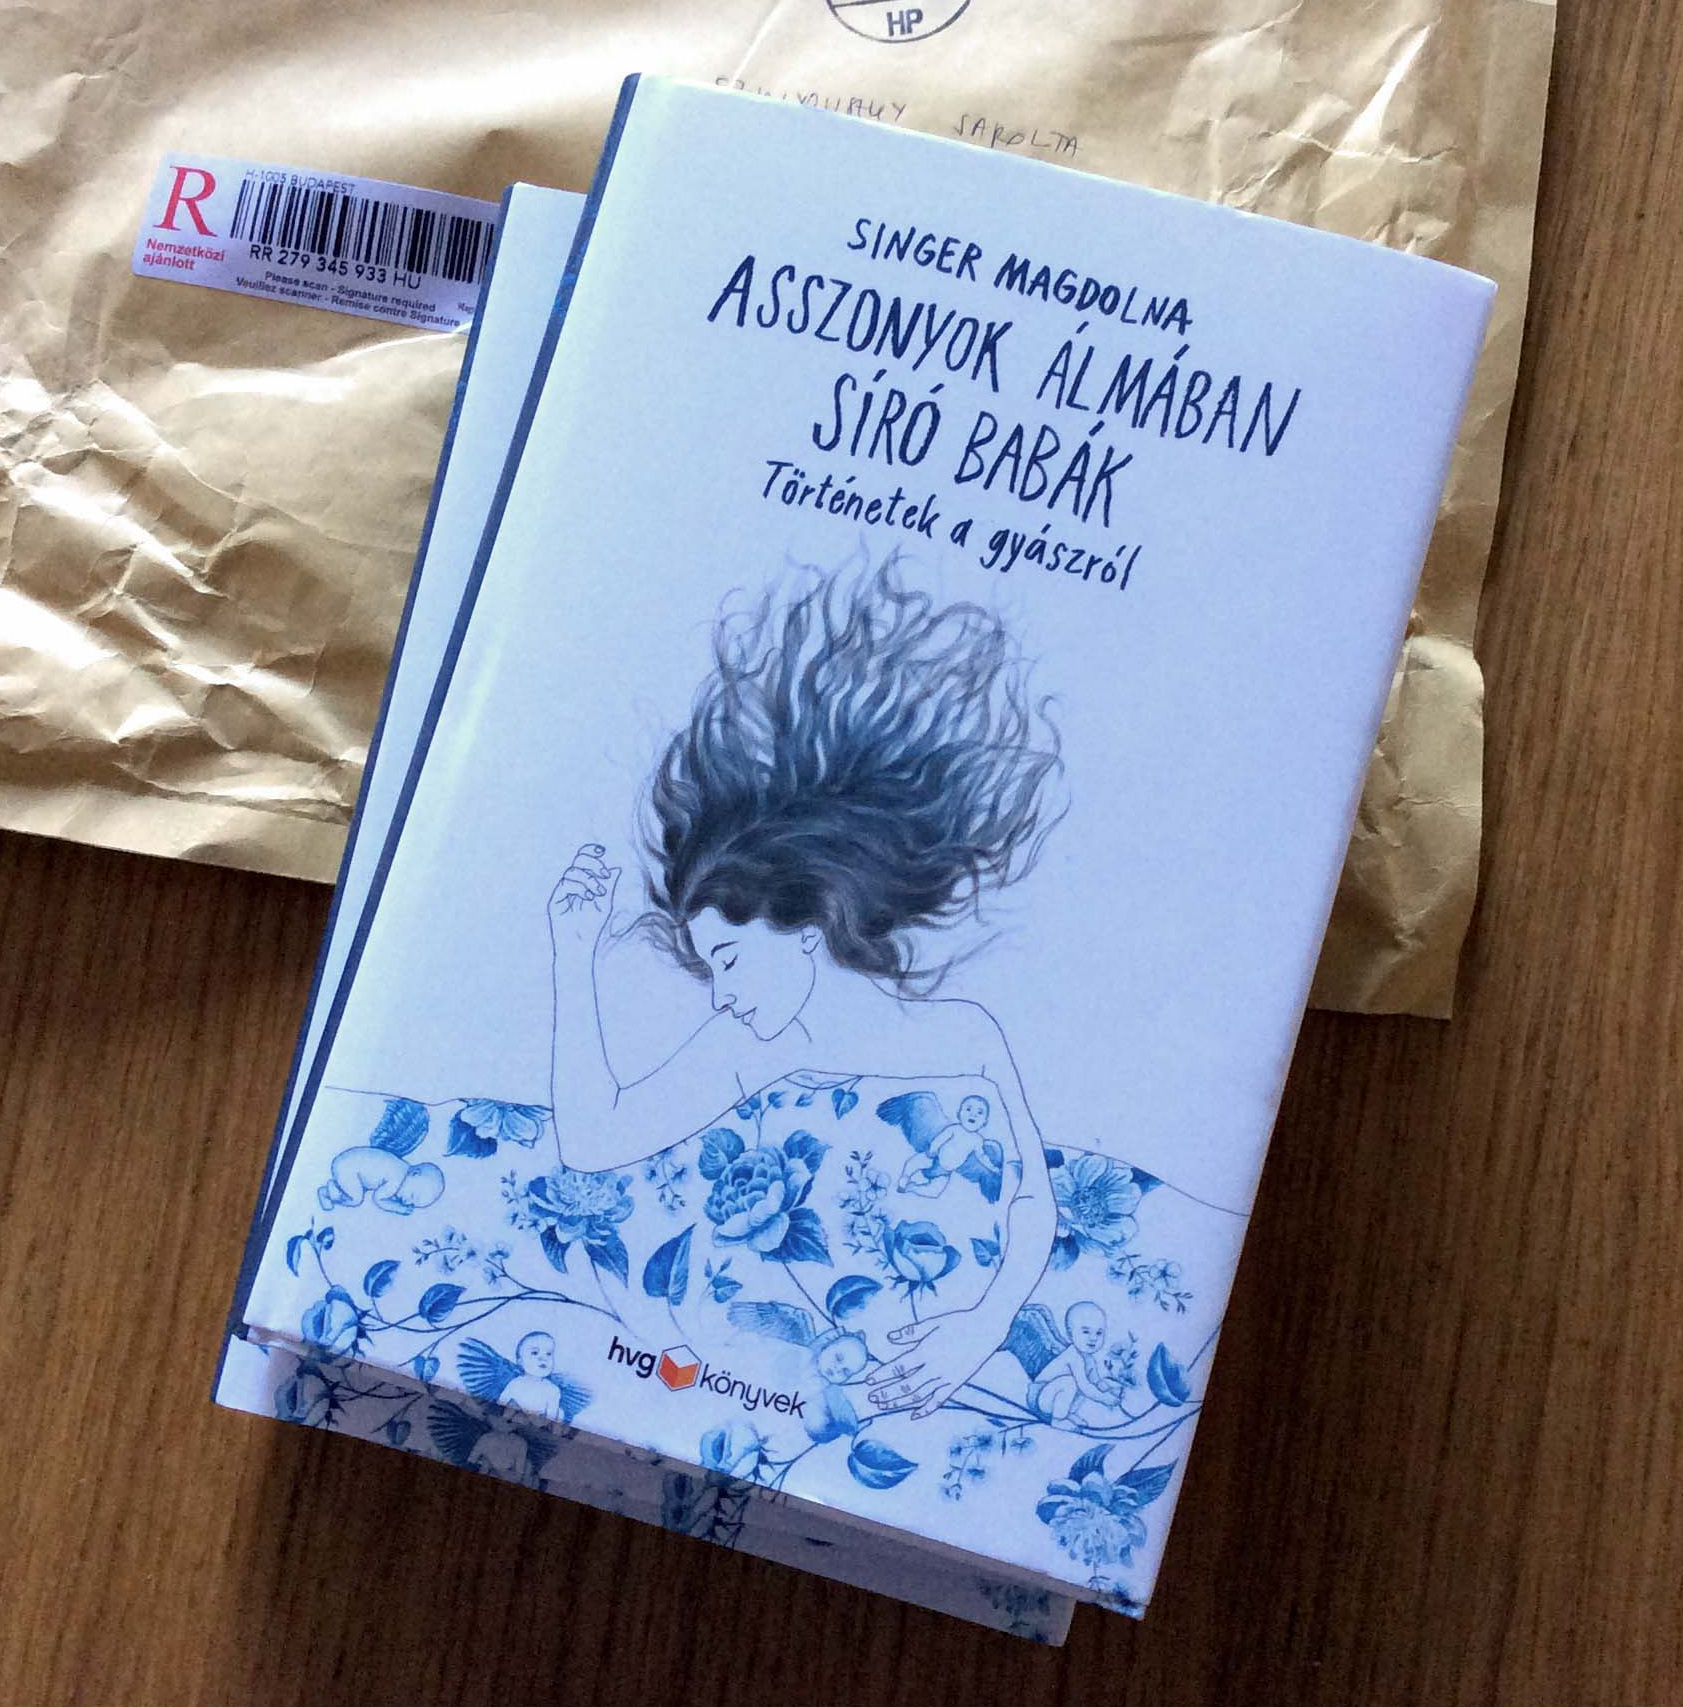 HP
SAROLTA
R
H-1005 BUDAPEST
Nemzetközi
ajánlott
RR 279 345 933 HU
Please scan - Signature required
Veuillez scanner - Remise contre Signature
SINGER MAGDOLNA
ASSZONYOK ÁLMÁBAN
SÍRÓ BABÁK
Történetek a gyászról
hvg könyvek